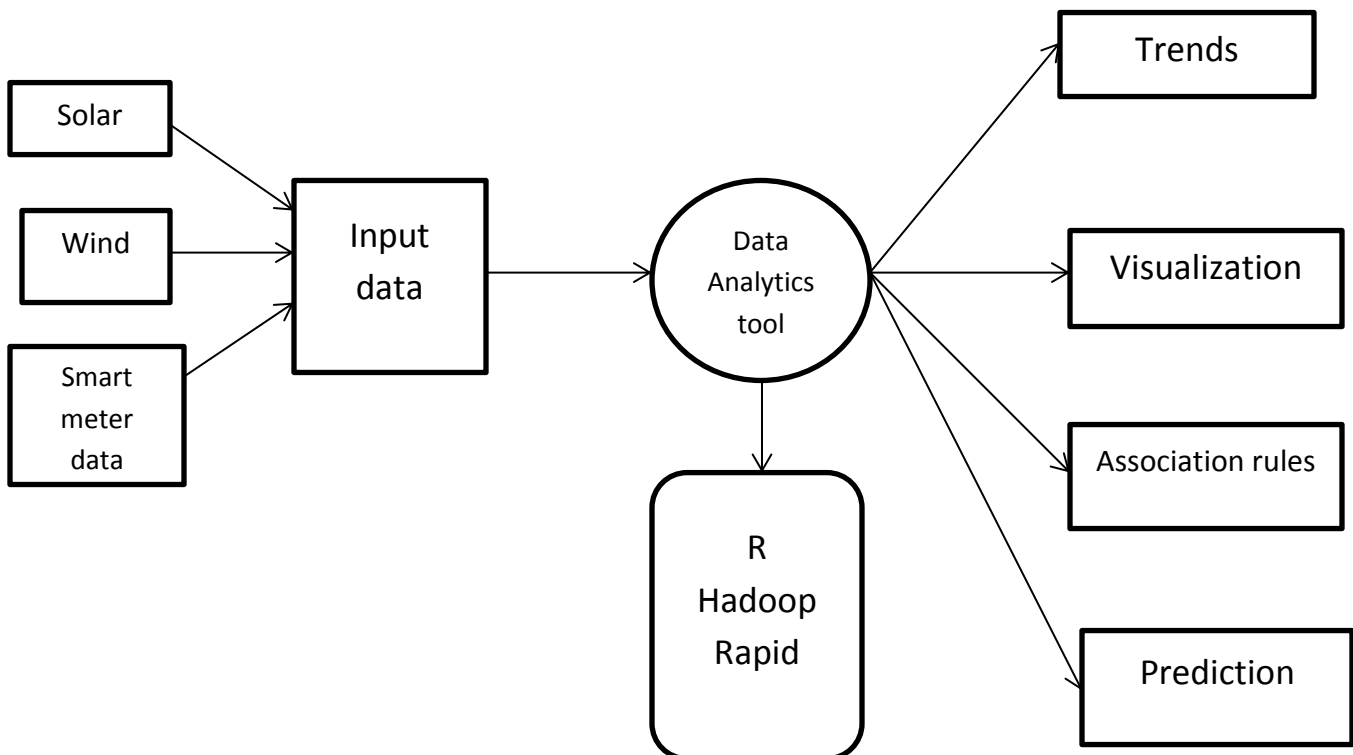 Solar
Wind
Smart
meter
data
Input
data
Data
Analytics
tool
R
Hadoop
Rapid
Trends
Visualization
Association rules
Prediction